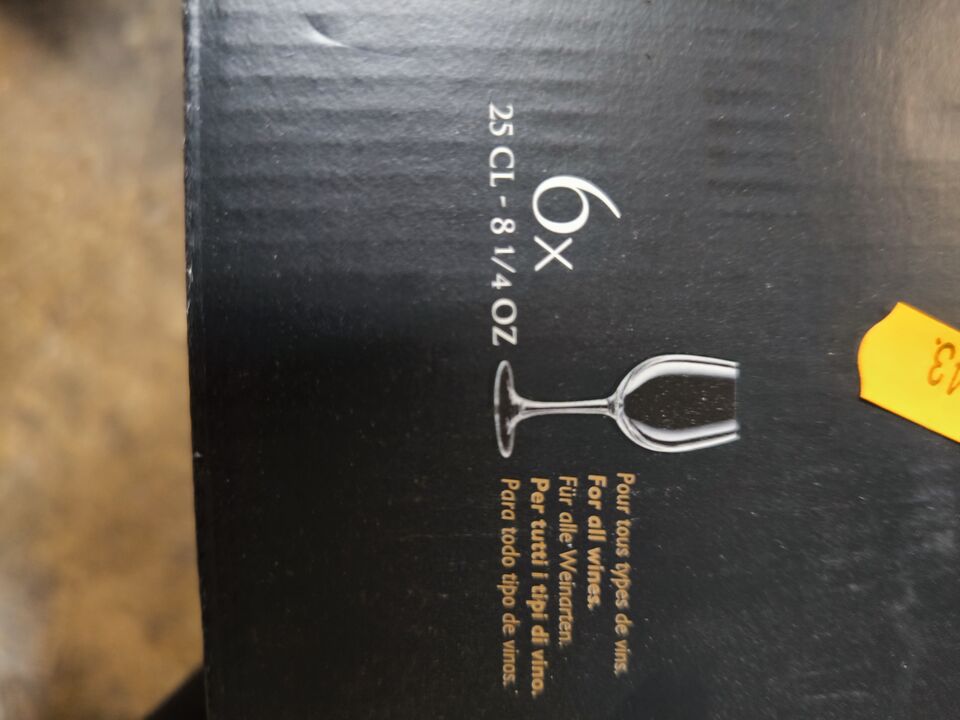 6x
25 CL - 8 1/4 OZ
Pour tous types de vins.
For all wines.
Für alle Weinarten.
Per tutti i tipi di vino.
Para todo tipo de vinos.